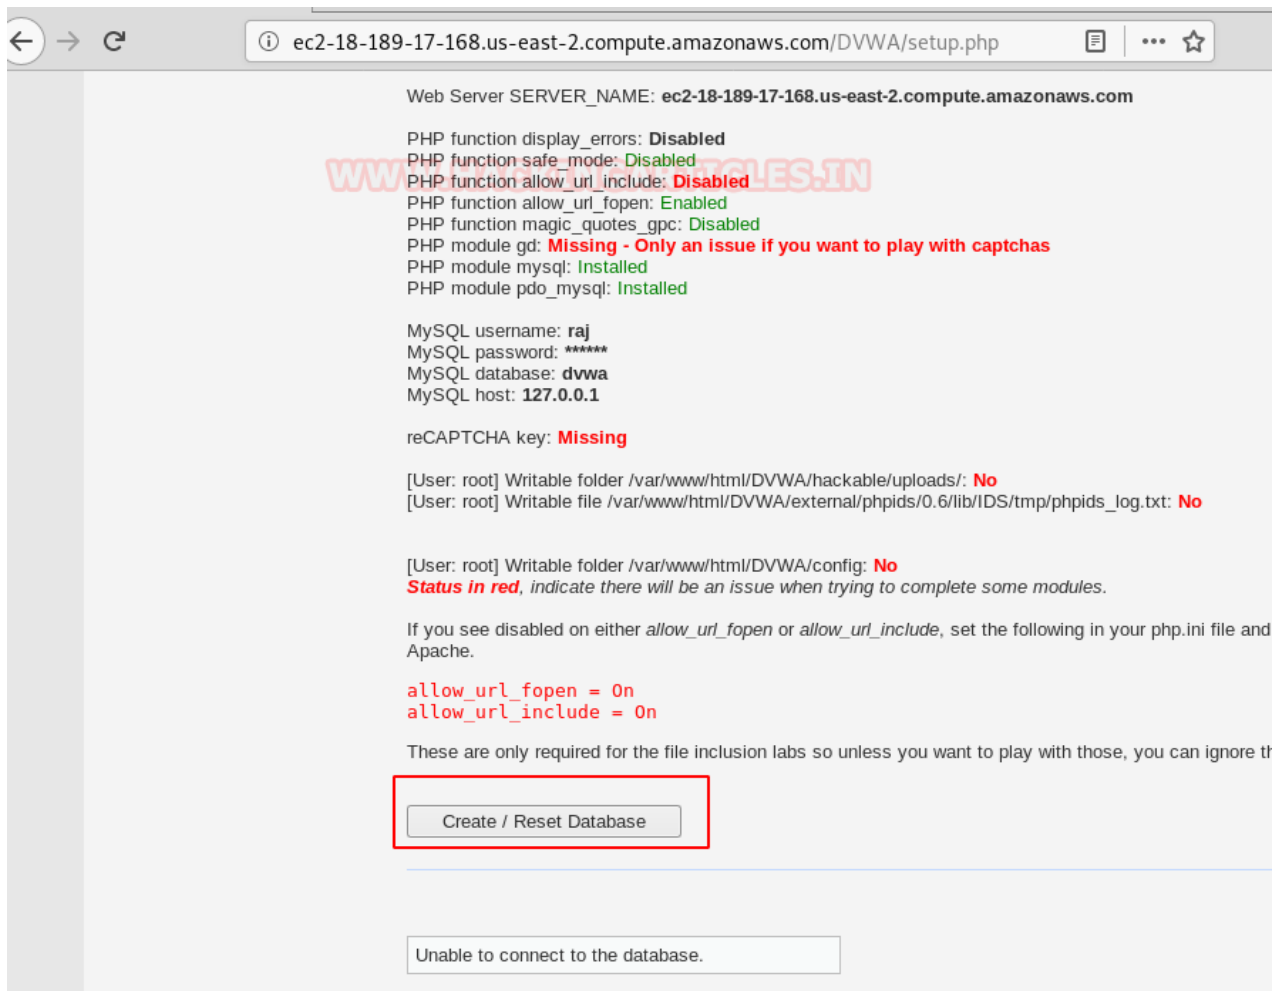 ec2-18-189-17-168.us-east-2.compute.amazonaws.com/DVWA/setup.php
Web Server SERVER_NAME: ec2-18-189-17-168.us-east-2.compute.amazonaws.com
PHP function display_errors: Disabled
PHP function safe_mode: Disabled
WWW.HACKINGARTICLES.IN
PHP function allow_url_include: Disabled
PHP function allow_url_fopen: Enabled
PHP function magic_quotes_gpc: Disabled
PHP module gd: Missing - Only an issue if you want to play with captchas
PHP module mysql: Installed
PHP module pdo_mysql: Installed
MySQL username: raj
MySQL password: ******
MySQL database: dvwa
MySQL host: 127.0.0.1
reCAPTCHA key: Missing
[User: root] Writable folder /var/www/html/DVWA/hackable/uploads/: No
[User: root] Writable file /var/www/html/DVWA/external/phpids/0.6/lib/IDS/tmp/phpids_log.txt: No
[User: root] Writable folder /var/www/html/DVWA/config: No
Status in red, indicate there will be an issue when trying to complete some modules.
If you see disabled on either allow_url_fopen or allow_url_include, set the following in your php.ini file and
Apache.
allow_url_fopen = On
allow_url_include = On
These are only required for the file inclusion labs so unless you want to play with those, you can ignore
Create / Reset Database
Unable to connect to the database.